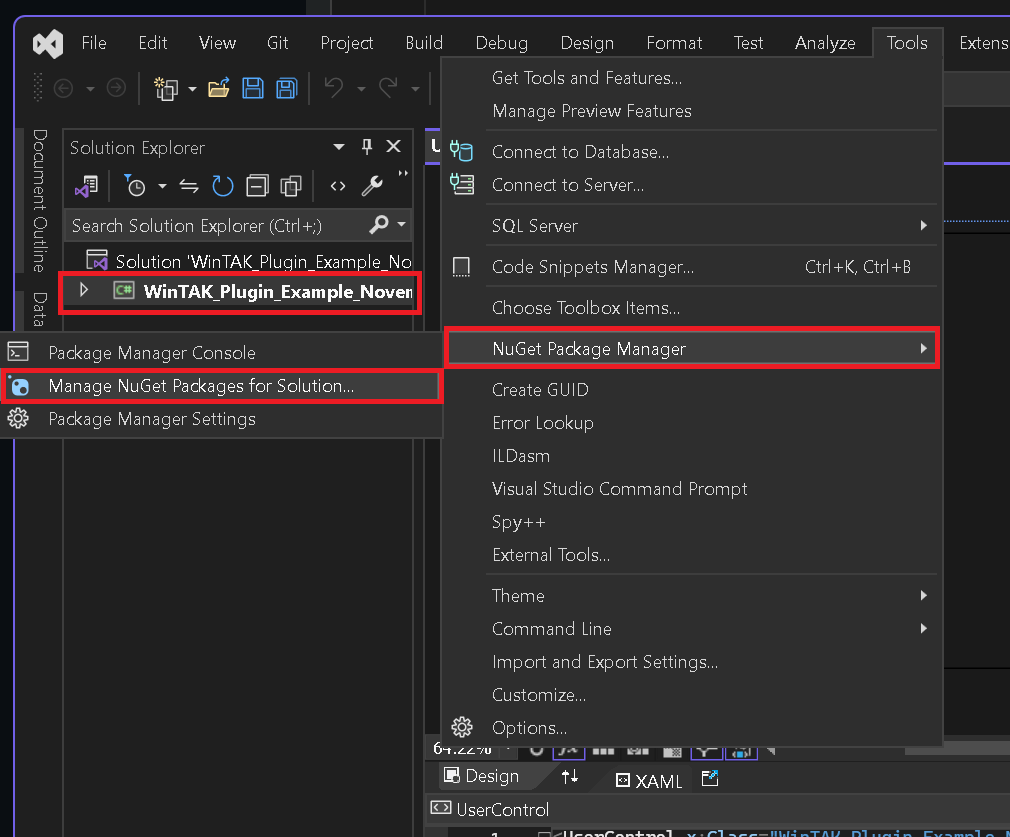 File Edit View Git Project Build Debug Design Format Test Analyze Tools Extens
Document Outline
Data
Solution Explorer
Search Solution Explorer (Ctrl+;)
Solution 'WinTAK_Plugin_Example_No
C# WinTAK_Plugin_Example_Noven
Package Manager Console
Manage NuGet Packages for Solution...
Package Manager Settings
Get Tools and Features...
Manage Preview Features
Connect to Database...
Connect to Server...
SQL Server
Code Snippets Manager... Ctrl+K, Ctrl+B
Choose Toolbox Items...
NuGet Package Manager
Create GUID
Error Lookup
ILDasm
Visual Studio Command Prompt
Spy++
External Tools...
Theme
Command Line
Import and Export Settings...
Customize...
Options...
64.22%
Design XAML
UserControl
1 <UserControl x:Class="WinTAK_Plugin_Example_N